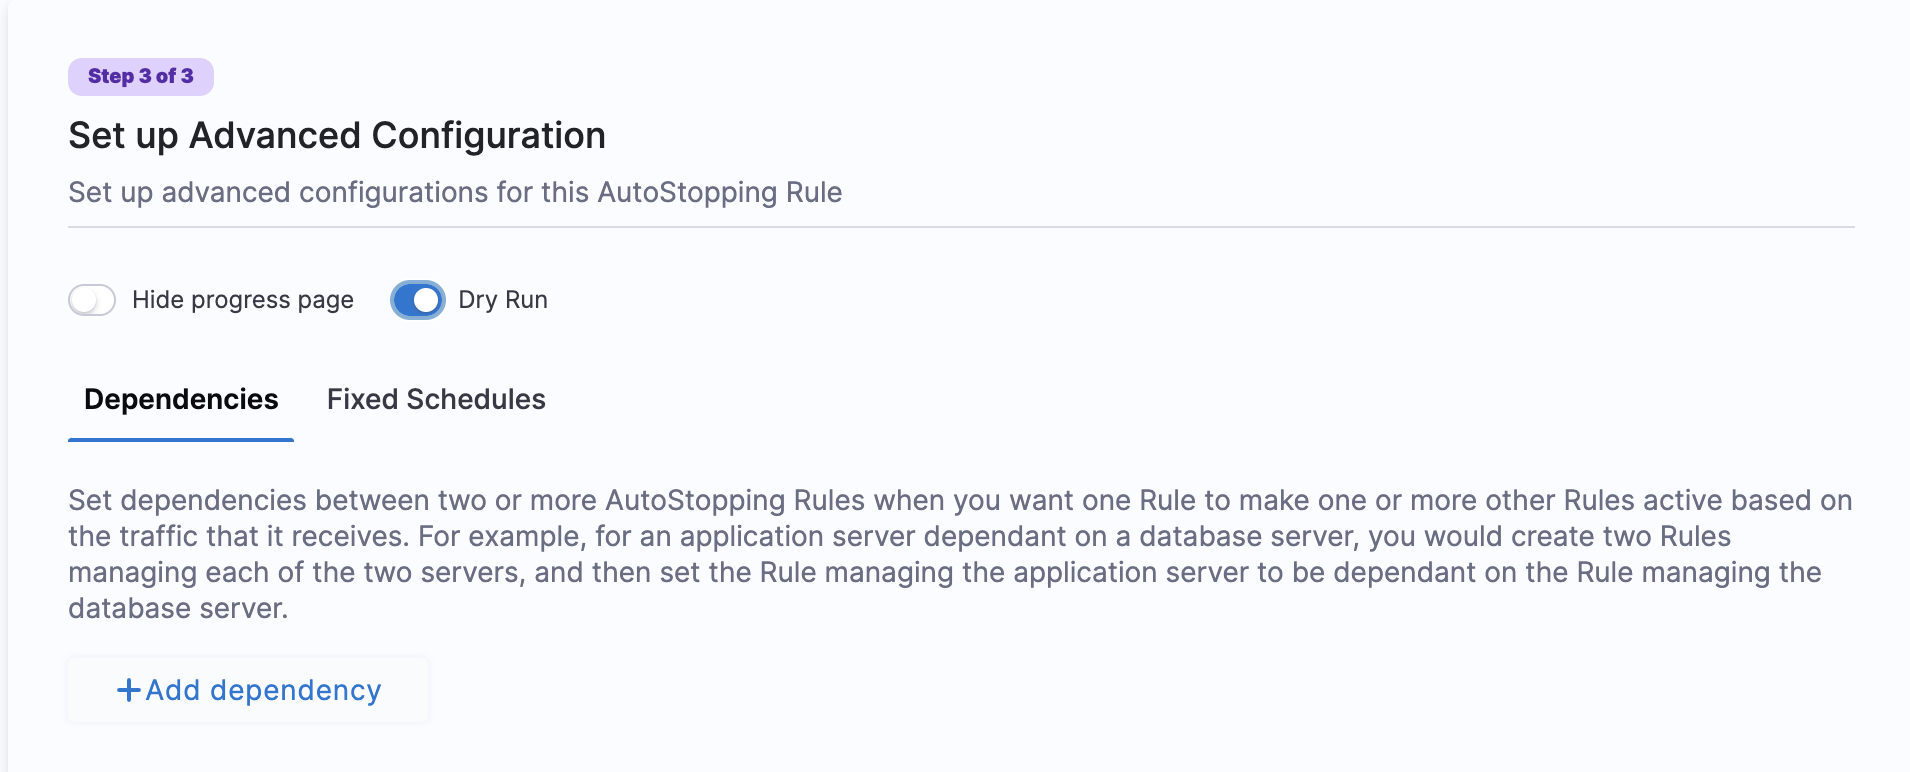 Step 3 of 3
Set up Advanced Configuration
Set up advanced configurations for this AutoStopping Rule
Hide progress page Dry Run
Dependencies Fixed Schedules
Set dependencies between two or more AutoStopping Rules when you want one Rule to make one or more other Rules active based on
the traffic that it receives. For example, for an application server dependant on a database server, you would create two Rules
managing each of the two servers, and then set the Rule managing the application server to be dependant on the Rule managing the
database server.
+Add dependency